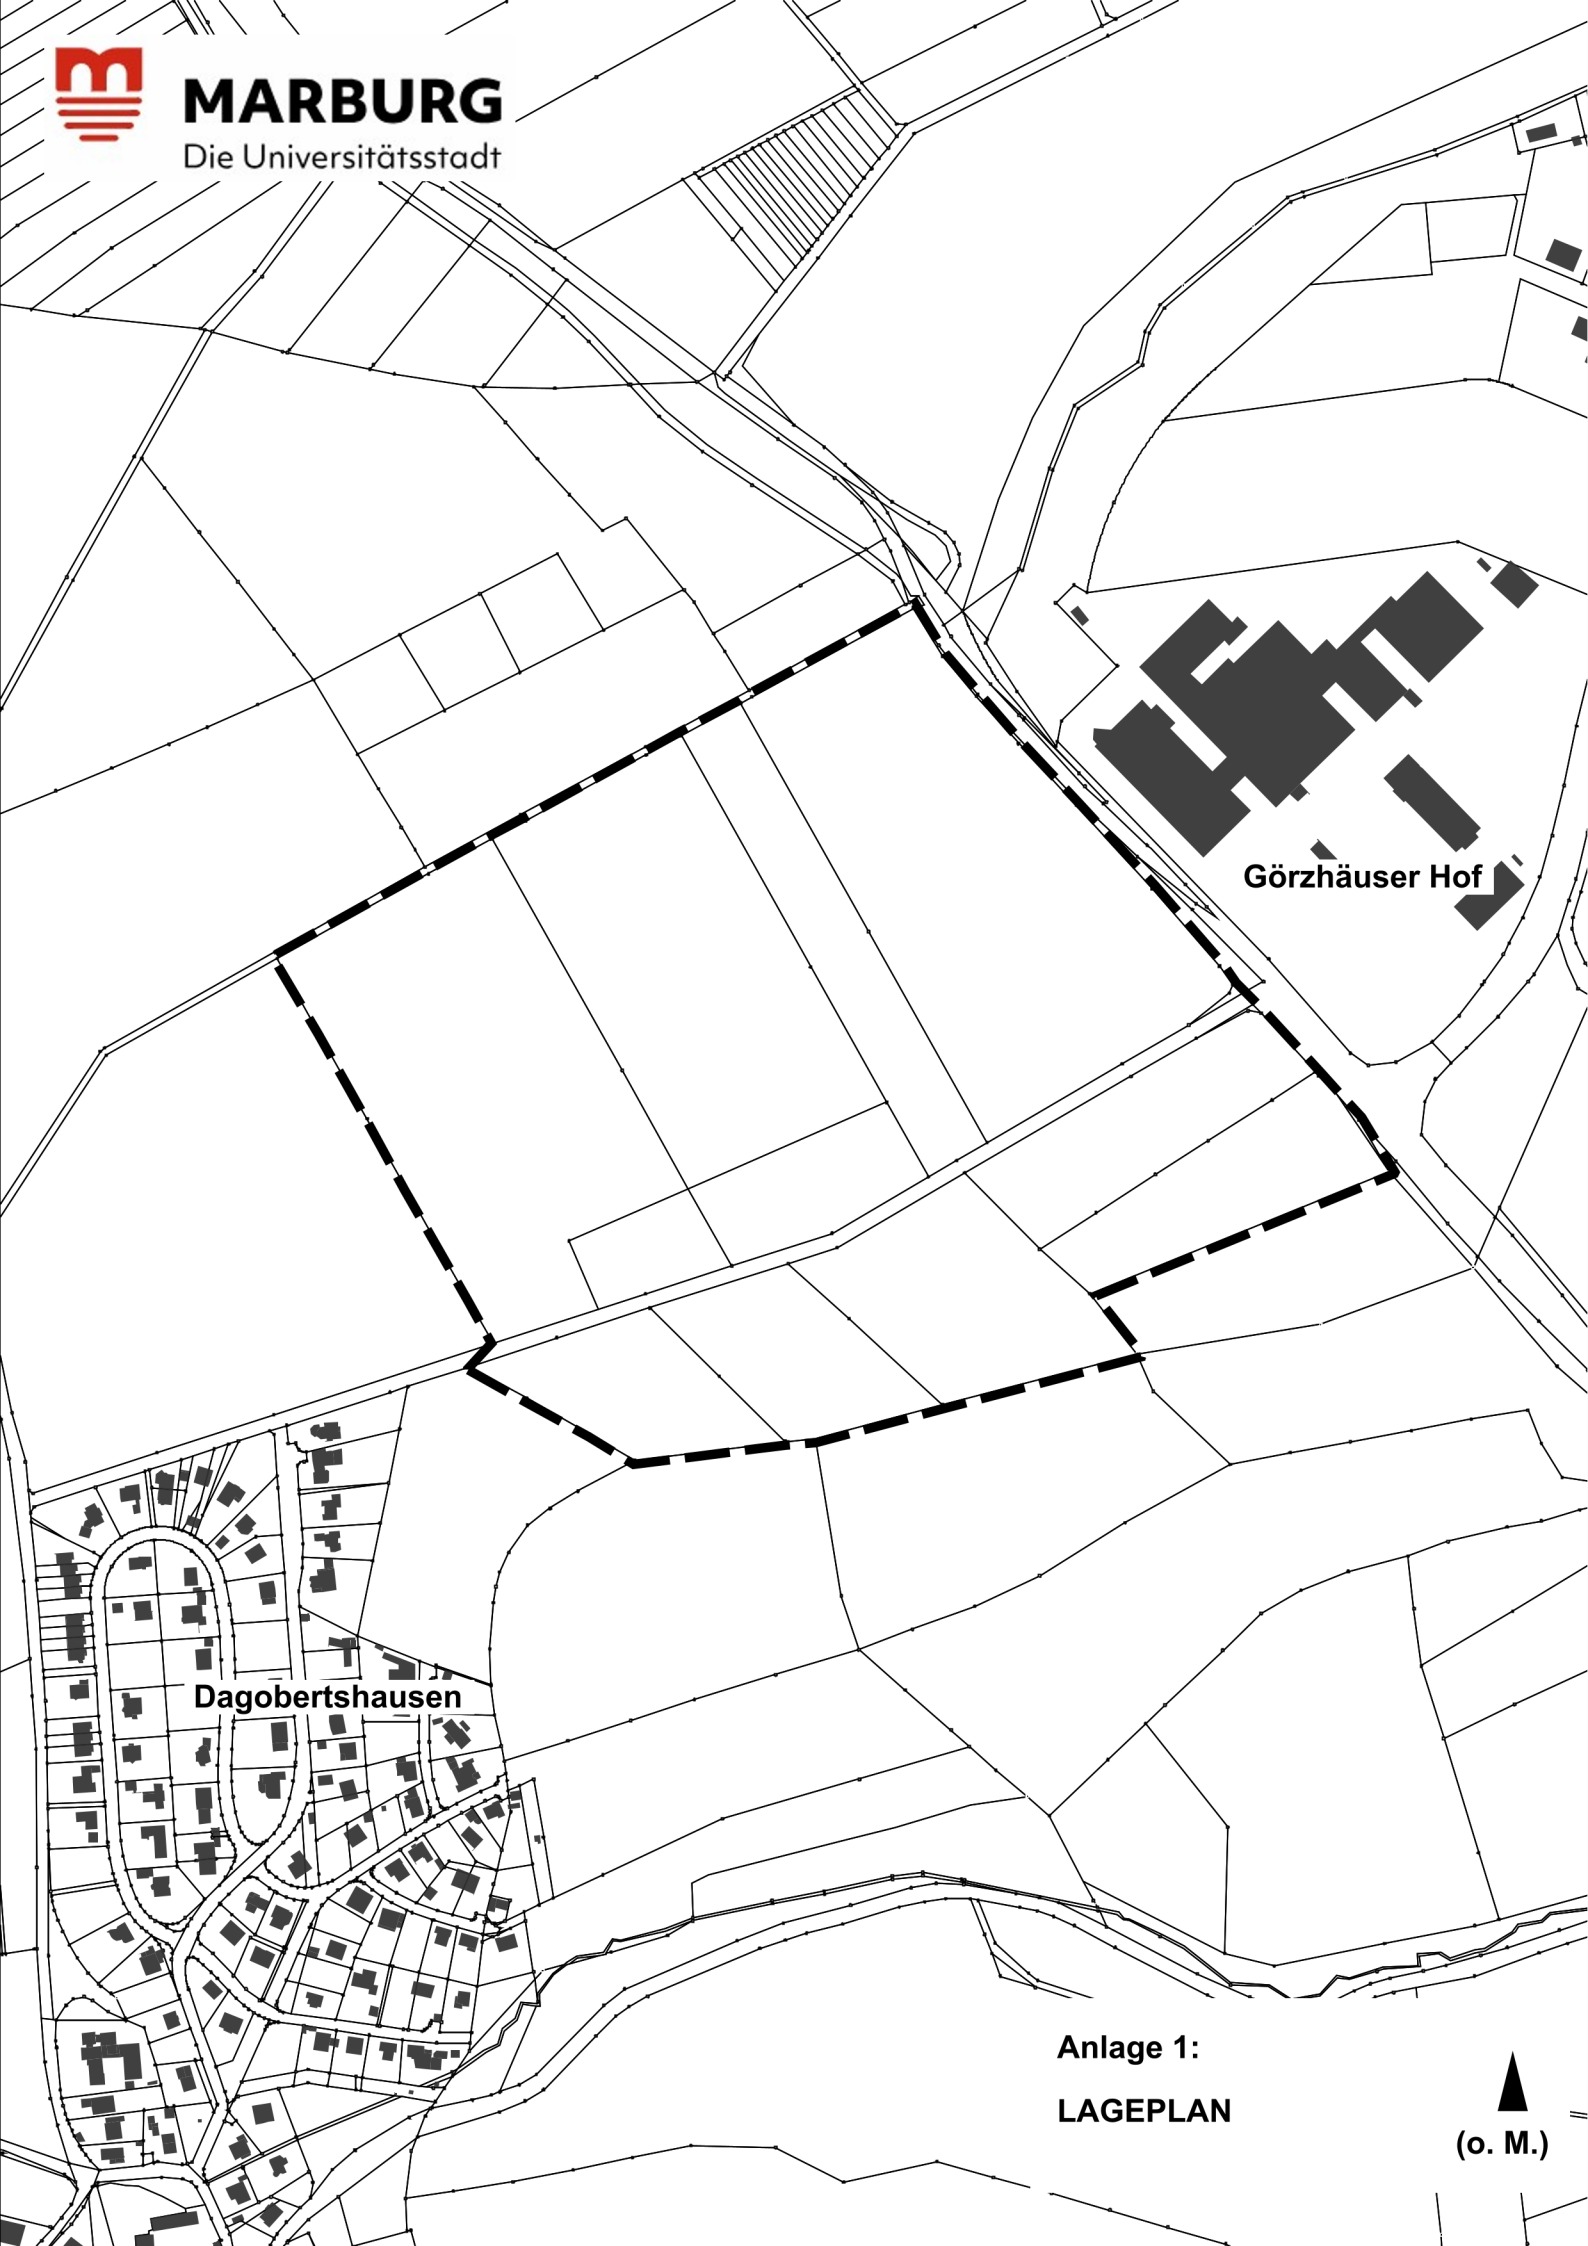 MARBURG
Die Universitätsstadt
Görzhäuser Hof
Dagobertshausen
Anlage 1:
LAGEPLAN
(o. M.)